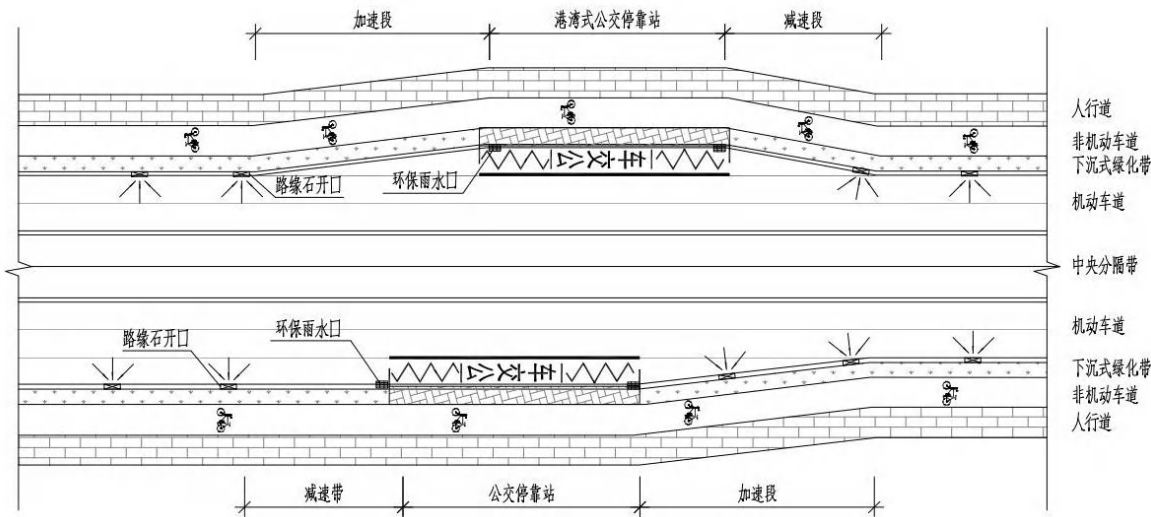 加速段
港湾式公交停靠站
减速段
人行道
非机动车道
下沉式绿化带
机动车道
路缘石开口
环保雨水口
公交车
中央分隔带
机动车道
路缘石开口
环保雨水口
公交车
下沉式绿化带
非机动车道
人行道
减速带
公交停靠站
加速段